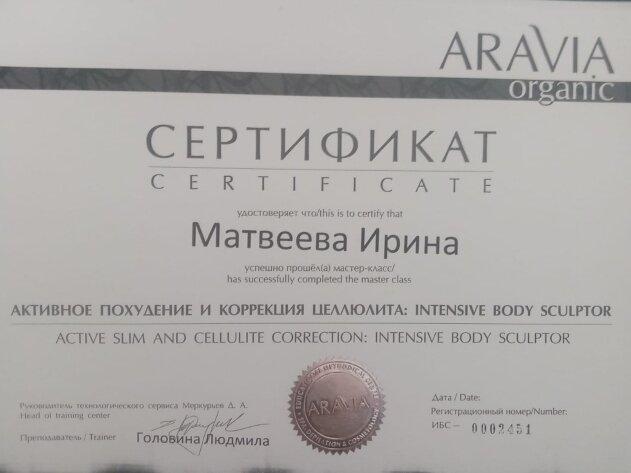 ARAVIA
organic
СЕРТИФИКАТ
CERTIFICATE
удостоверяет что/this is to certify that
Матвеева Ирина
успешно прошёл(а) мастер-класс/
has successfully completed the master class
АКТИВНОЕ ПОХУДЕНИЕ И КОРРЕКЦИЯ ЦЕЛЛЮЛИТА: INTENSIVE BODY SCULPTOR
ACTIVE SLIM AND CELLULITE CORRECTION: INTENSIVE BODY SCULPTOR
Руководитель технологического сервиса Меркурьев Д. А.
Head of training center
Преподаватель / Trainer Головина Людмила
ARAVIA
Дата / Date:
Регистрационный номер/Number:
ИБС – 0002451